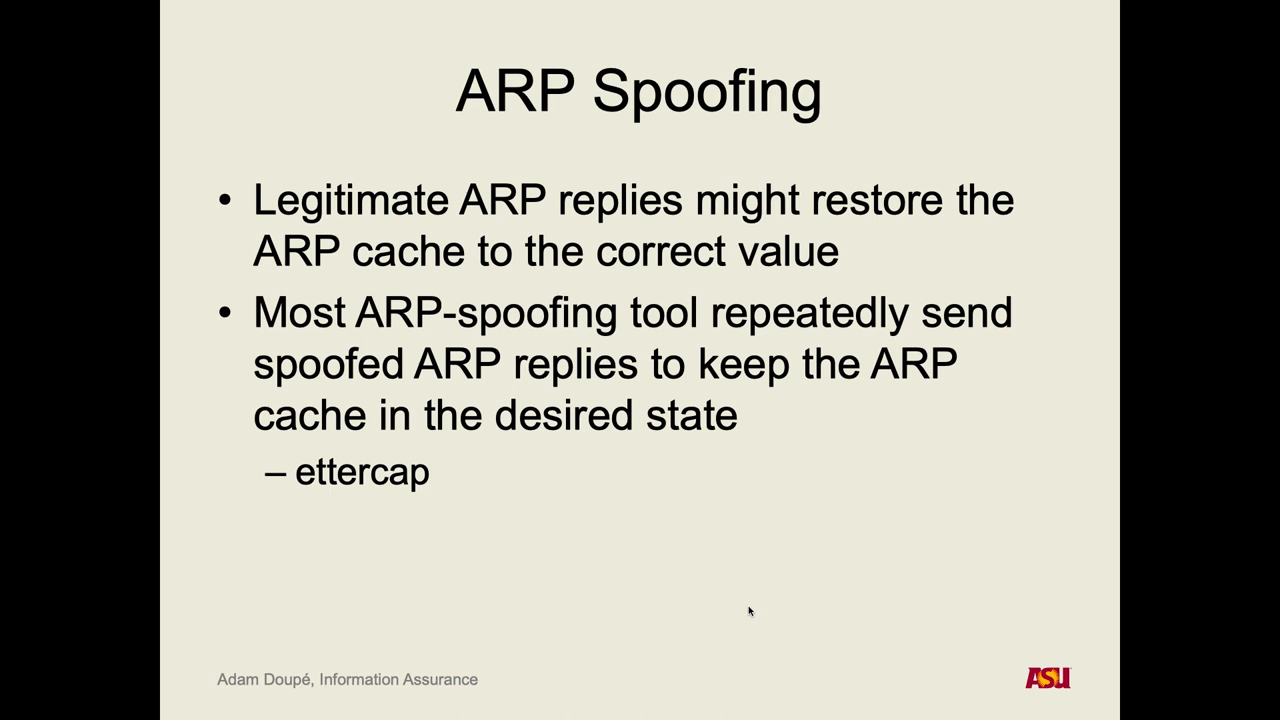 ARP Spoofing
• Legitimate ARP replies might restore the
ARP cache to the correct value
• Most ARP-spoofing tool repeatedly send
spoofed ARP replies to keep the ARP
cache in the desired state
– ettercap
Adam Doupé, Information Assurance
ASU